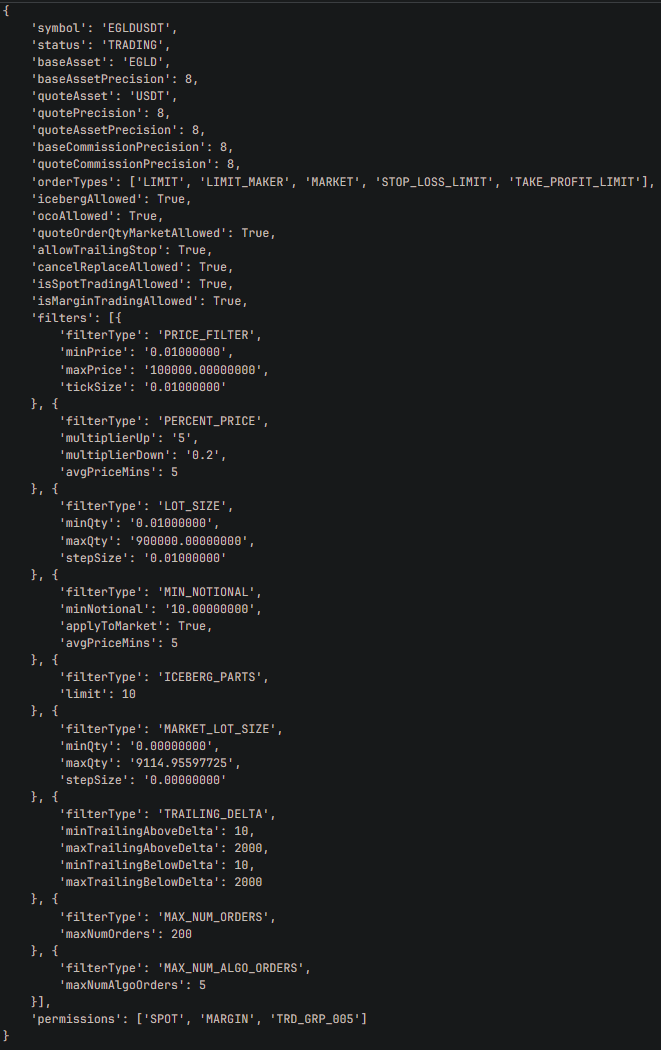 {
    'symbol': 'EGLDUSDT',
    'status': 'TRADING',
    'baseAsset': 'EGLD',
    'baseAssetPrecision': 8,
    'quoteAsset': 'USDT',
    'quotePrecision': 8,
    'quoteAssetPrecision': 8,
    'baseCommissionPrecision': 8,
    'quoteCommissionPrecision': 8,
    'orderTypes': ['LIMIT', 'LIMIT_MAKER', 'MARKET', 'STOP_LOSS_LIMIT', 'TAKE_PROFIT_LIMIT'],
    'icebergAllowed': True,
    'ocoAllowed': True,
    'quoteOrderQtyMarketAllowed': True,
    'allowTrailingStop': True,
    'cancelReplaceAllowed': True,
    'isSpotTradingAllowed': True,
    'isMarginTradingAllowed': True,
    'filters': [{
        'filterType': 'PRICE_FILTER',
        'minPrice': '0.01000000',
        'maxPrice': '100000.00000000',
        'tickSize': '0.01000000'
    }, {
        'filterType': 'PERCENT_PRICE',
        'multiplierUp': '5',
        'multiplierDown': '0.2',
        'avgPriceMins': 5
    }, {
        'filterType': 'LOT_SIZE',
        'minQty': '0.01000000',
        'maxQty': '900000.00000000',
        'stepSize': '0.01000000'
    }, {
        'filterType': 'MIN_NOTIONAL',
        'minNotional': '10.00000000',
        'applyToMarket': True,
        'avgPriceMins': 5
    }, {
        'filterType': 'ICEBERG_PARTS',
        'limit': 10
    }, {
        'filterType': 'MARKET_LOT_SIZE',
        'minQty': '0.00000000',
        'maxQty': '9114.95597725',
        'stepSize': '0.00000000'
    }, {
        'filterType': 'TRAILING_DELTA',
        'minTrailingAboveDelta': 10,
        'maxTrailingAboveDelta': 2000,
        'minTrailingBelowDelta': 10,
        'maxTrailingBelowDelta': 2000
    }, {
        'filterType': 'MAX_NUM_ORDERS',
        'maxNumOrders': 200
    }, {
        'filterType': 'MAX_NUM_ALGO_ORDERS',
        'maxNumAlgoOrders': 5
    }],
    'permissions': ['SPOT', 'MARGIN', 'TRD_GRP_005']
}